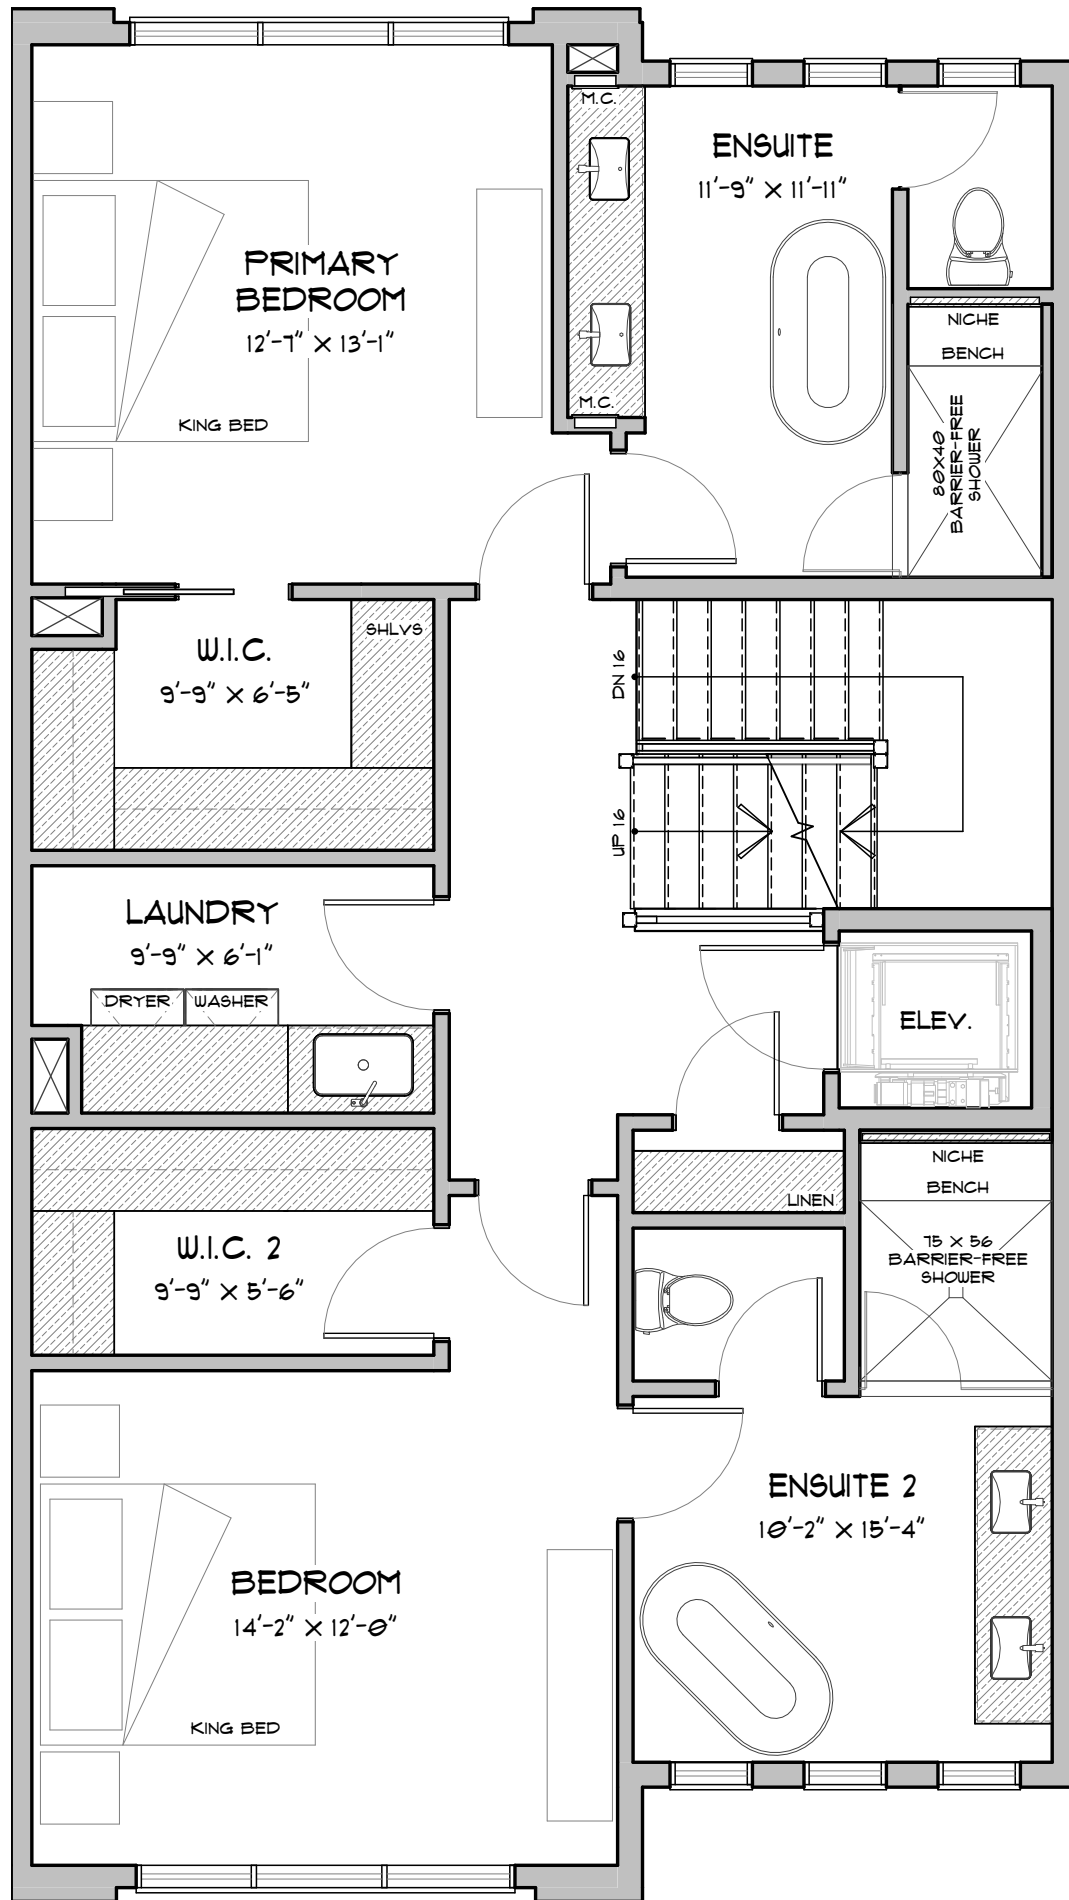 M.C.
ENSUITE
11'-9" X 11'-11"
PRIMARY
BEDROOM
12'-7" X 13'-1"
KING BED
M.C.
NICHE
BENCH
80X40
BARRIER-FREE
SHOWER
SHLVS
W.I.C.
9'-9" X 6'-5"
DN 16
UP 16
LAUNDRY
9'-9" X 6'-1"
DRYER
WASHER
ELEV.
NICHE
BENCH
LINEN
75 X 56
BARRIER-FREE
SHOWER
W.I.C. 2
9'-9" X 5'-6"
ENSUITE 2
10'-2" X 15'-4"
BEDROOM
14'-2" X 12'-0"
KING BED